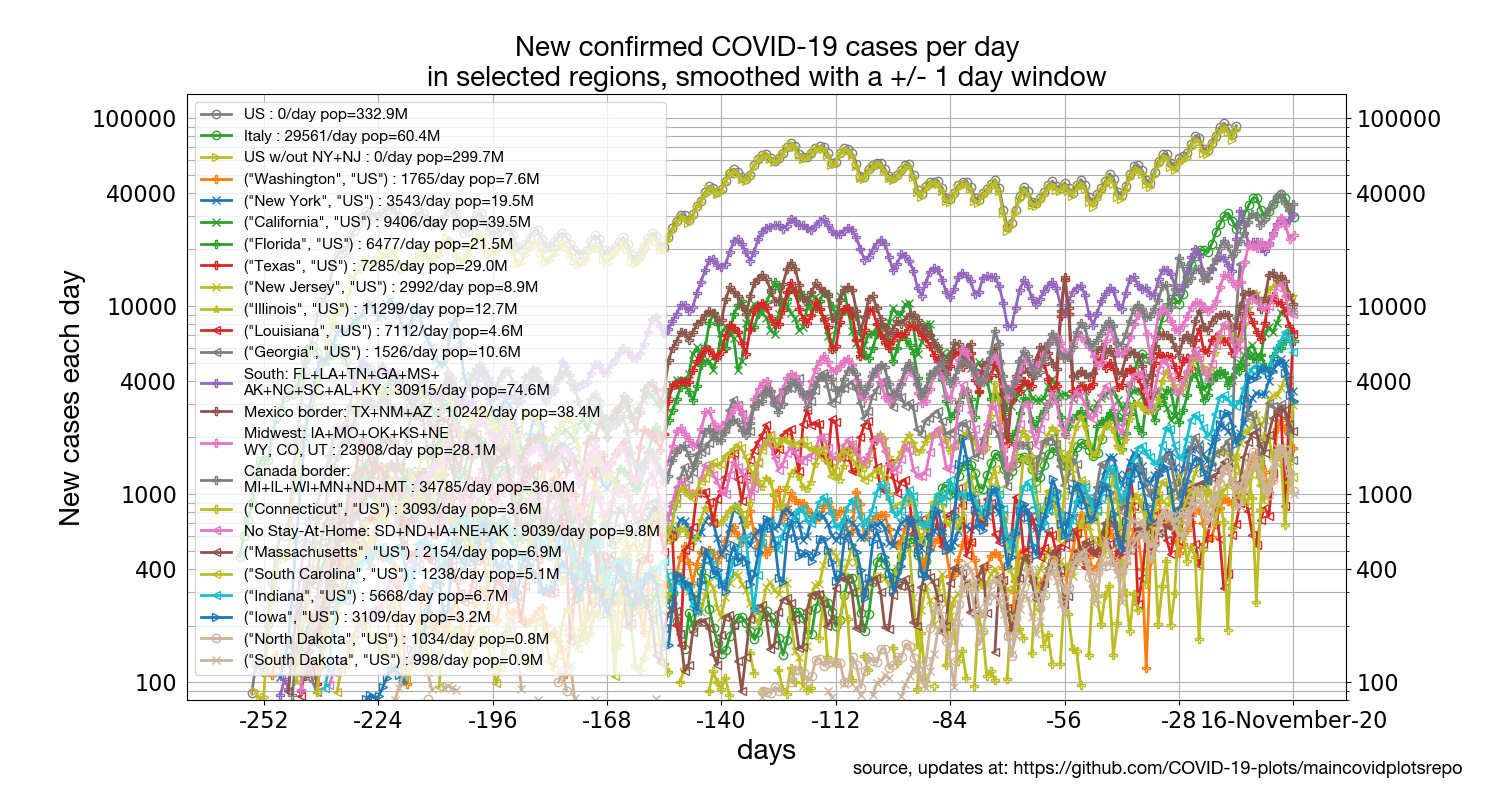 New confirmed COVID-19 cases per day
in selected regions, smoothed with a +/- 1 day window
New cases each day
100000
40000
10000
4000
1000
400
100
US : 0/day pop=332.9M
Italy : 29561/day pop=60.4M
US w/out NY+NJ : 0/day pop=299.7M
("Washington", "US") : 1765/day pop=7.6M
("New York", "US") : 3543/day pop=19.5M
("California", "US") : 9406/day pop=39.5M
("Florida", "US") : 6477/day pop=21.5M
("Texas", "US") : 7285/day pop=29.0M
("New Jersey", "US") : 2992/day pop=8.9M
("Illinois", "US") : 11299/day pop=12.7M
("Louisiana", "US") : 7112/day pop=4.6M
("Georgia", "US") : 1526/day pop=10.6M
South: FL+LA+TN+GA+MS+
AK+NC+SC+AL+KY : 30915/day pop=74.6M
Mexico border: TX+NM+AZ : 10242/day pop=38.4M
Midwest: IA+MO+OK+KS+NE
WY, CO, UT : 23908/day pop=28.1M
Canada border:
MI+IL+WI+MN+ND+MT : 34785/day pop=36.0M
("Connecticut", "US") : 3093/day pop=3.6M
No Stay-At-Home: SD+ND+IA+NE+AK : 9039/day pop=9.8M
("Massachusetts", "US") : 2154/day pop=6.9M
("South Carolina", "US") : 1238/day pop=5.1M
("Indiana", "US") : 5668/day pop=6.7M
("Iowa", "US") : 3109/day pop=3.2M
("North Dakota", "US") : 1034/day pop=0.8M
("South Dakota", "US") : 998/day pop=0.9M
100000
40000
10000
4000
1000
400
100
-252 -224 -196 -168 -140 -112 -84 -56 -28 16-November-20
days
source, updates at: https://github.com/COVID-19-plots/maincovidplotsrepo